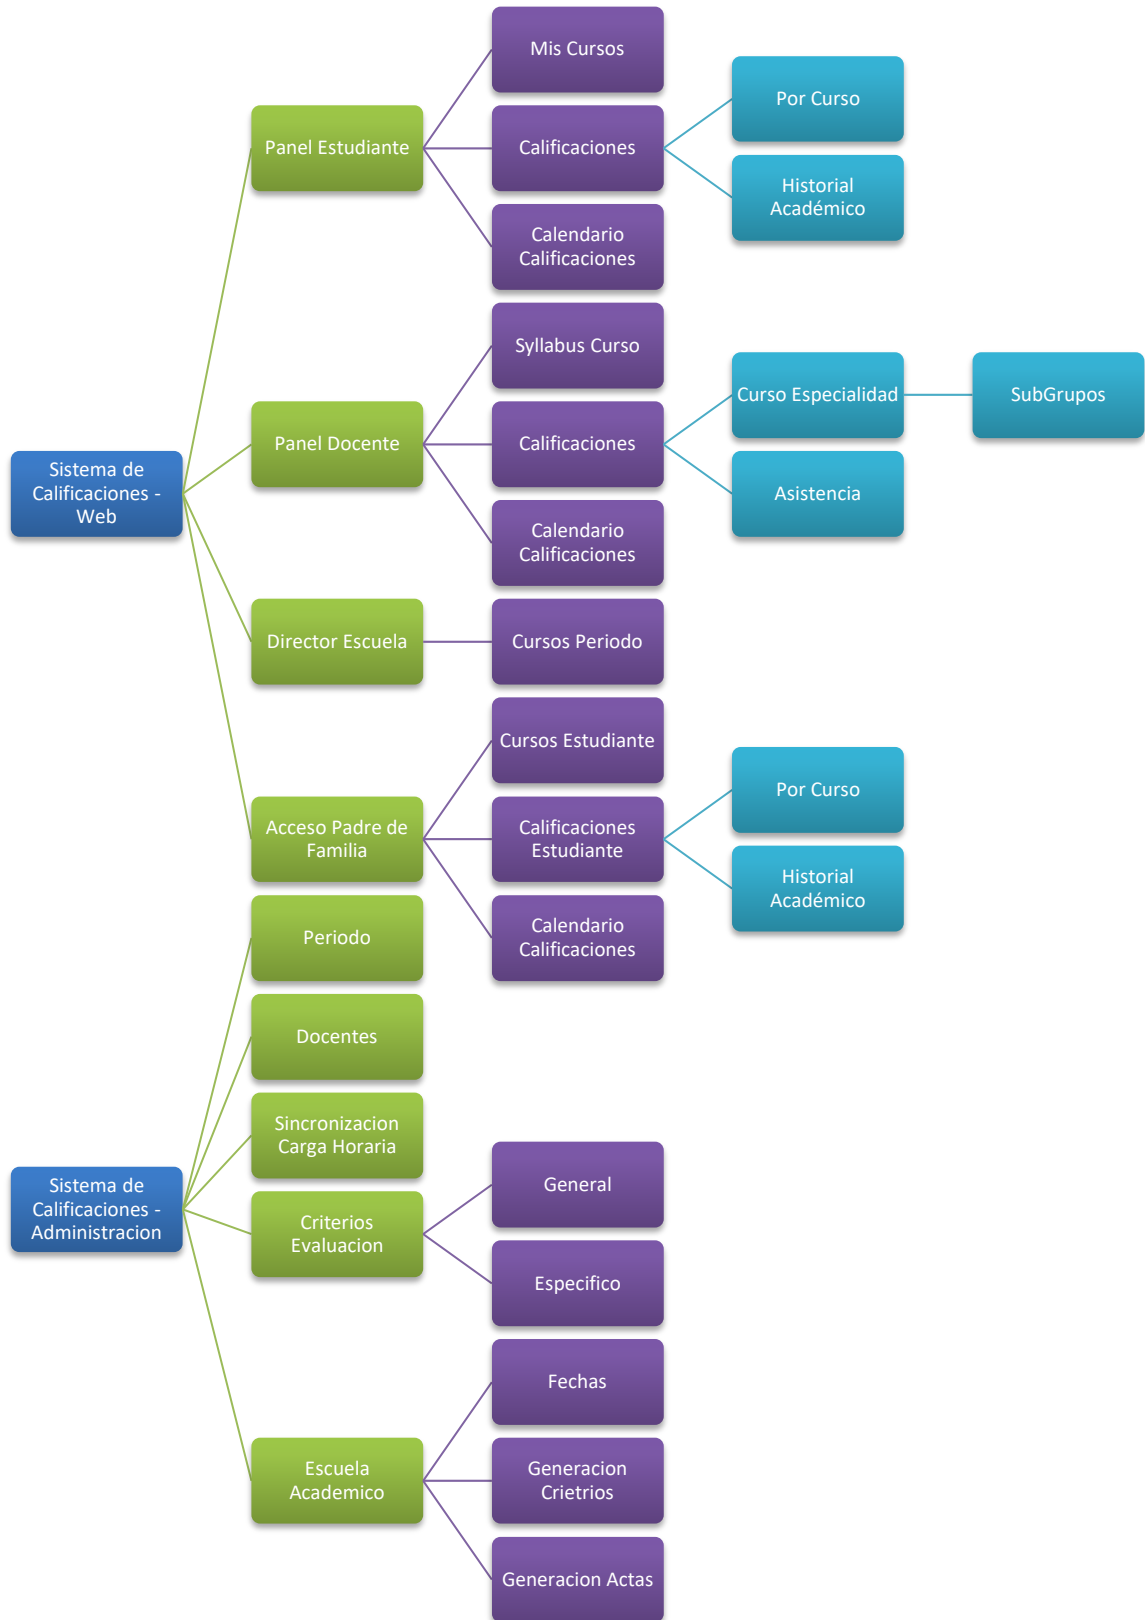 Sistema de
Calificaciones -
Web
Panel Estudiante
Mis Cursos
Calificaciones
Por Curso
Historial
Académico
Calendario
Calificaciones
Panel Docente
Syllabus Curso
Calificaciones
Curso Especialidad
SubGrupos
Asistencia
Calendario
Calificaciones
Director Escuela
Cursos Periodo
Acceso Padre de
Familia
Cursos Estudiante
Calificaciones
Estudiante
Por Curso
Historial
Académico
Calendario
Calificaciones
Sistema de
Calificaciones -
Administracion
Periodo
Docentes
Sincronizacion
Carga Horaria
Criterios
Evaluacion
General
Especifico
Escuela
Academico
Fechas
Generacion
Crietrios
Generacion Actas